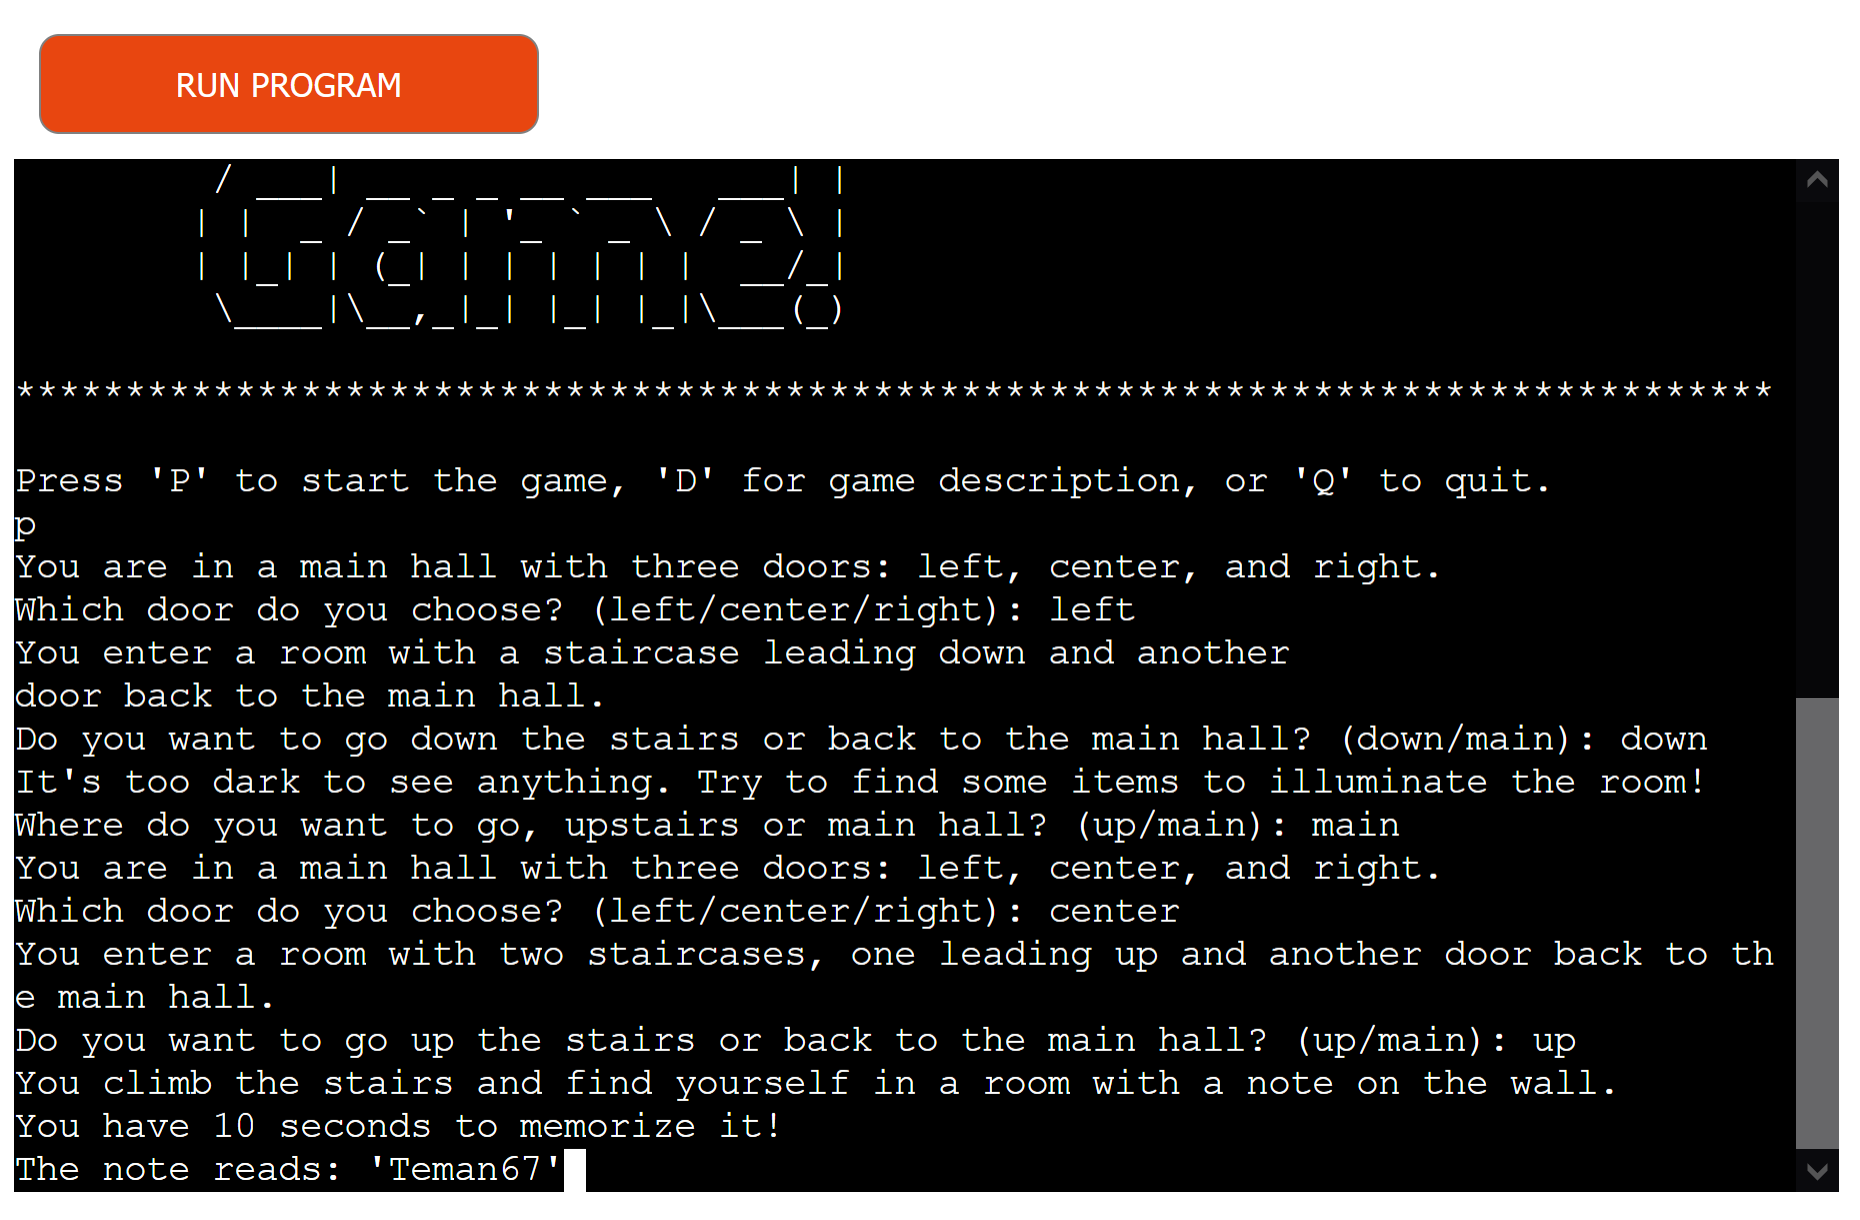 RUN PROGRAM
Game!
********************************************************************************
Press 'P' to start the game, 'D' for game description, or 'Q' to quit.
p
You are in a main hall with three doors: left, center, and right.
Which door do you choose? (left/center/right): left
You enter a room with a staircase leading down and another
door back to the main hall.
Do you want to go down the stairs or back to the main hall? (down/main): down
It's too dark to see anything. Try to find some items to illuminate the room!
Where do you want to go, upstairs or main hall? (up/main): main
You are in a main hall with three doors: left, center, and right.
Which door do you choose? (left/center/right): center
You enter a room with two staircases, one leading up and another door back to th
e main hall.
Do you want to go up the stairs or back to the main hall? (up/main): up
You climb the stairs and find yourself in a room with a note on the wall.
You have 10 seconds to memorize it!
The note reads: 'Teman67'